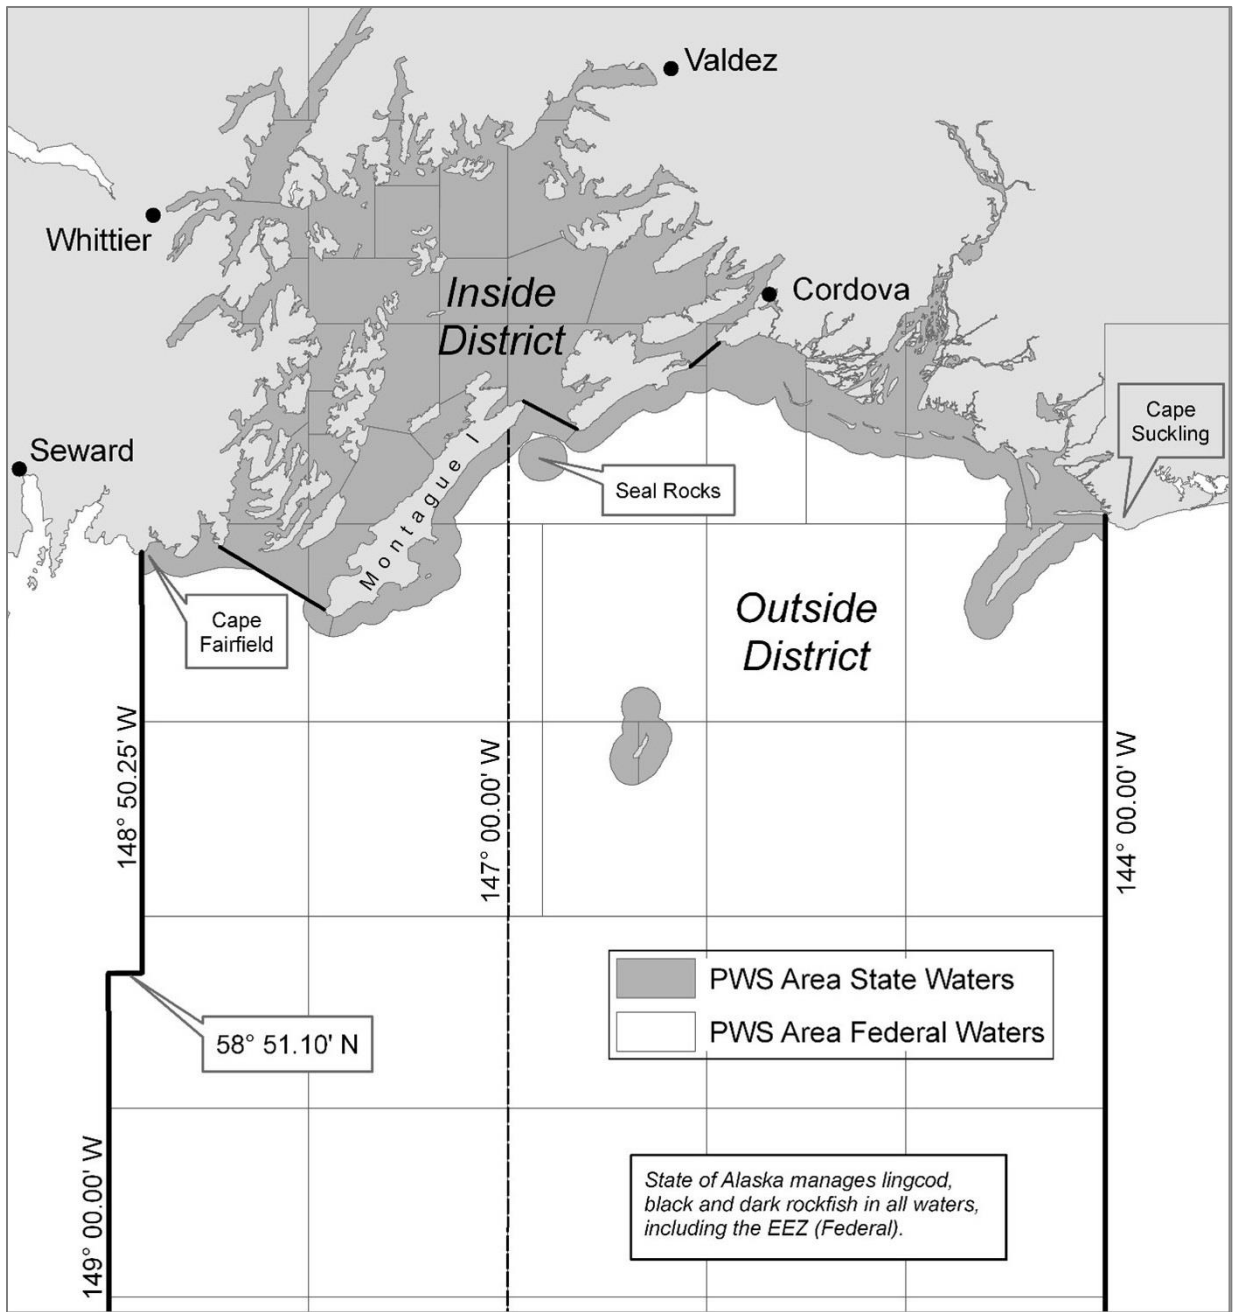 Valdez
Whittier
Inside
District
Cordova
Cape
Suckling
Seward
Seal Rocks
Montague I
Cape
Fairfield
Outside
District
148° 50.25' W
147° 00.00' W
144° 00.00' W
PWS Area State Waters
PWS Area Federal Waters
58° 51.10' N
149° 00.00' W
State of Alaska manages lingcod,
black and dark rockfish in all waters,
including the EEZ (Federal).